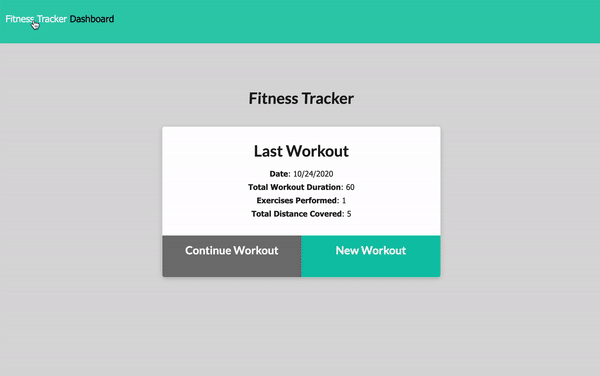 Fitness Tracker Dashboard
Fitness Tracker
Last Workout
Date: 10/24/2020
Total Workout Duration: 60
Exercises Performed: 1
Total Distance Covered: 5
Continue Workout New Workout